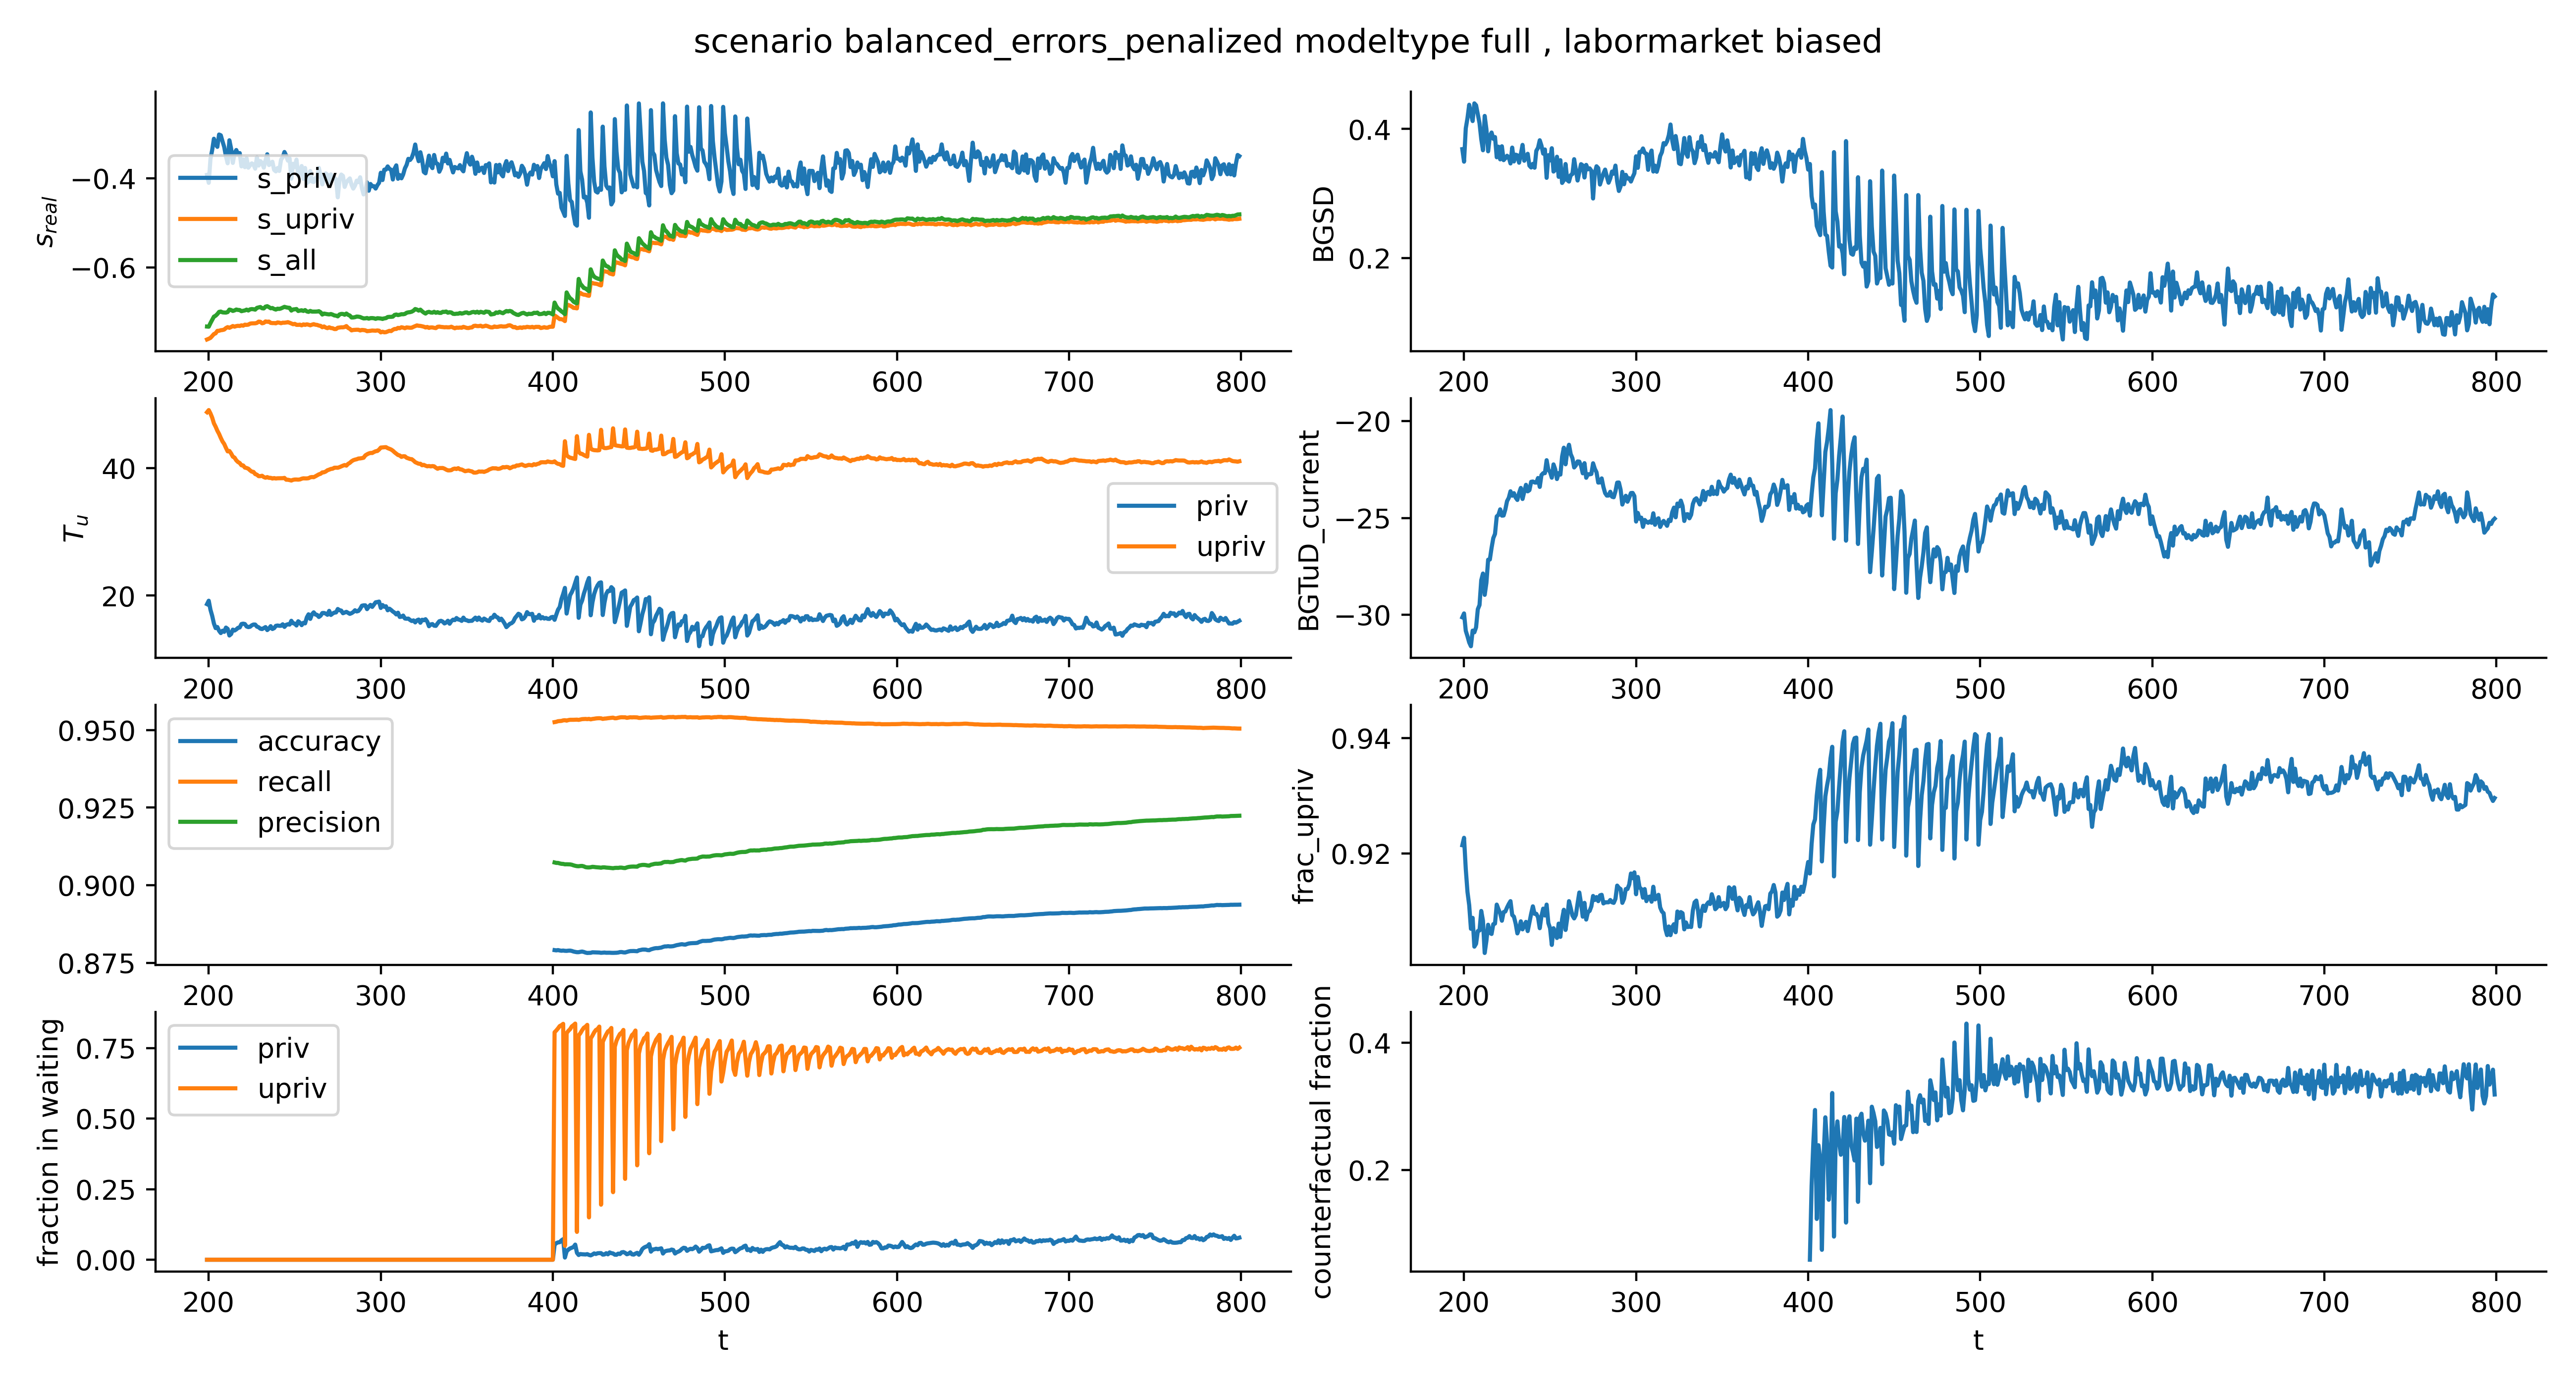 scenario balanced_errors_penalized modeltype full , labormarket biased
s_real
−0.4
−0.6
s_priv
s_upriv
s_all
200 300 400 500 600 700 800
BGSD
0.4
0.2
200 300 400 500 600 700 800
T_u
40
20
priv
upriv
200 300 400 500 600 700 800
BGTuD_current
−20
−25
−30
200 300 400 500 600 700 800
0.950
0.925
0.900
0.875
accuracy
recall
precision
200 300 400 500 600 700 800
frac_upriv
0.94
0.92
200 300 400 500 600 700 800
fraction in waiting
0.75
0.50
0.25
0.00
priv
upriv
200 300 400 500 600 700 800
t
counterfactual fraction
0.4
0.2
200 300 400 500 600 700 800
t